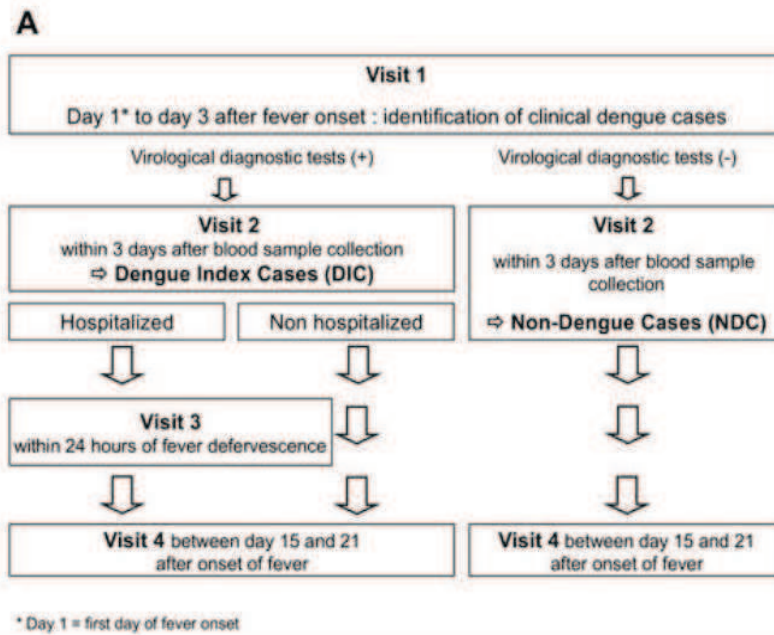 A
Visit 1
Day 1* to day 3 after fever onset : identification of clinical dengue cases
Virological diagnostic tests (+)
Virological diagnostic tests (-)
Visit 2
within 3 days after blood sample collection
⇨ Dengue Index Cases (DIC)
Visit 2
within 3 days after blood sample
collection
⇨ Non-Dengue Cases (NDC)
Hospitalized
Non hospitalized
Visit 3
within 24 hours of fever defervescence
Visit 4 between day 15 and 21
after onset of fever
Visit 4 between day 15 and 21
after onset of fever
* Day 1 = first day of fever onset